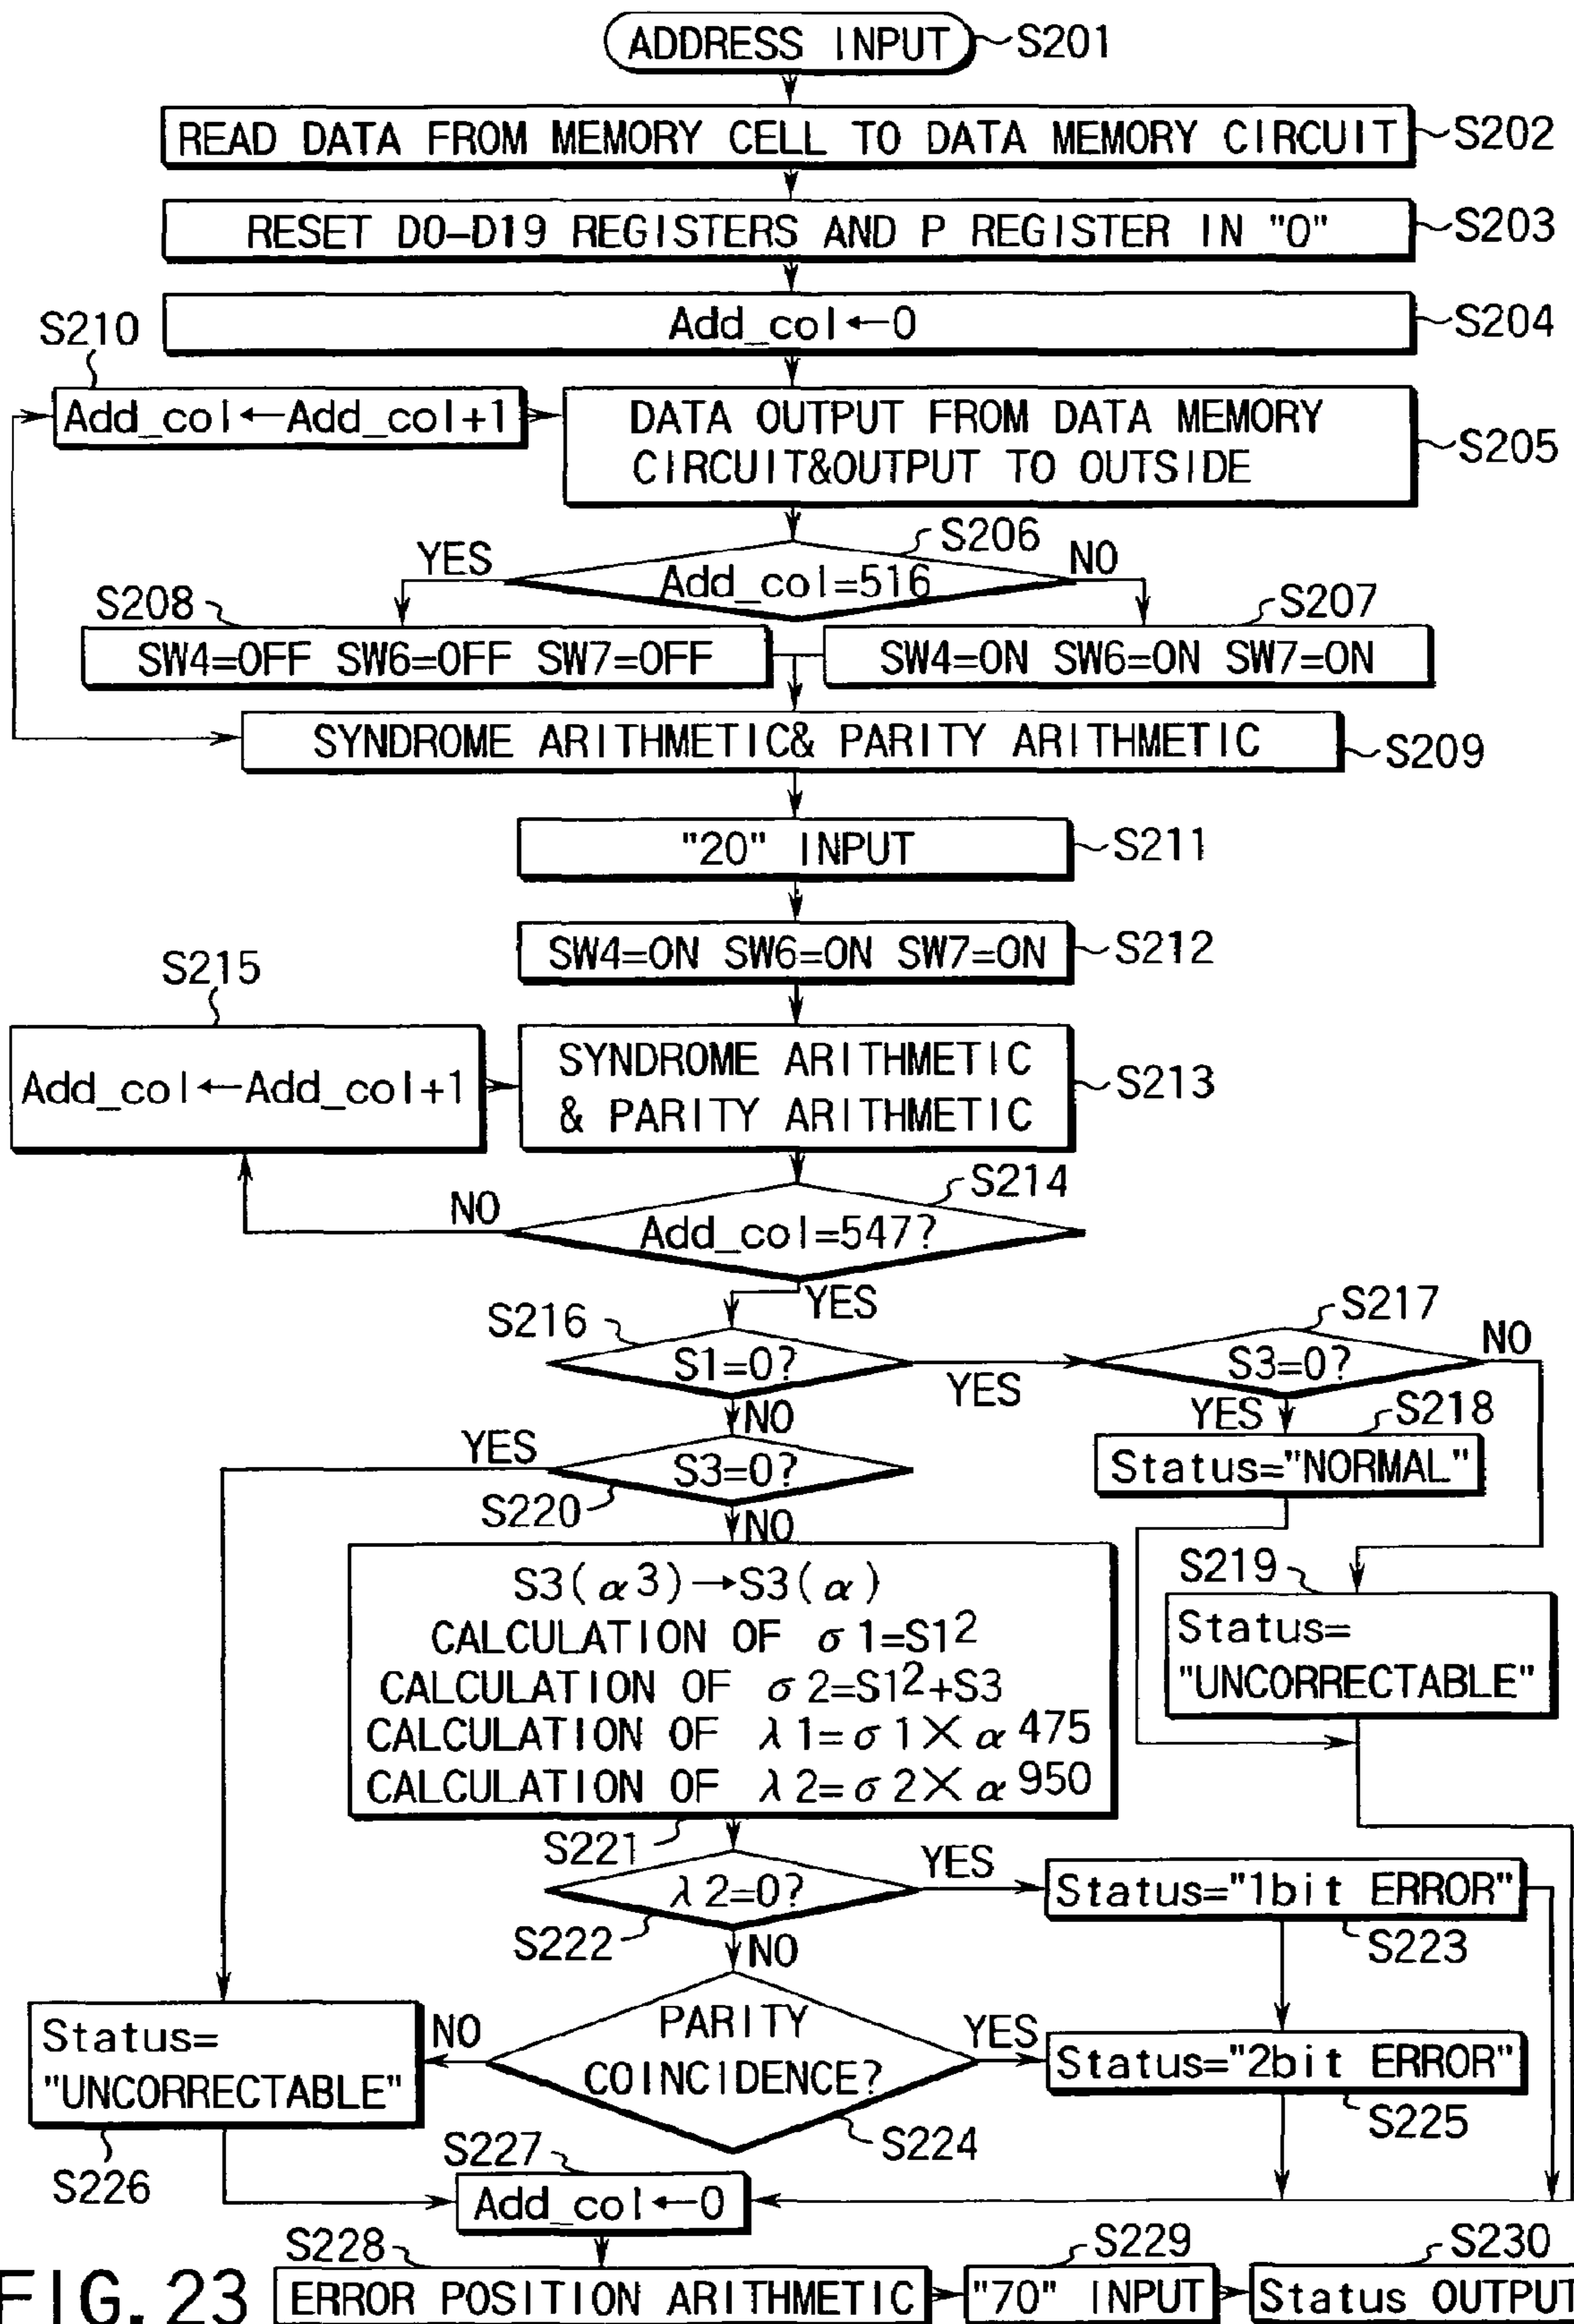 ADDRESS INPUT S201
READ DATA FROM MEMORY CELL TO DATA MEMORY CIRCUIT S202
RESET D0-D19 REGISTERS AND P REGISTER IN "0" S203
S210
Add_col←0 S204
Add_col←Add_col+1
DATA OUTPUT FROM DATA MEMORY
CIRCUIT&OUTPUT TO OUTSIDE
S205
S206
YES
NO
Add_col=516
S208
S207
SW4=OFF SW6=OFF SW7=OFF
SW4=ON SW6=ON SW7=ON
SYNDROME ARITHMETIC& PARITY ARITHMETIC S209
"20" INPUT S211
SW4=ON SW6=ON SW7=ON S212
S215
Add_col←Add_col+1
SYNDROME ARITHMETIC
& PARITY ARITHMETIC
S213
S214
NO
Add_col=547?
YES
S216
S217
S1=0?
YES
S3=0?
NO
NO
YES
S218
YES
S3=0?
Status="NORMAL"
S220
NO
S219
Status=
"UNCORRECTABLE"
S3(α3)→S3(α)
CALCULATION OF σ1=S1²
CALCULATION OF σ2=S1²+S3
CALCULATION OF λ1=σ1×α475
CALCULATION OF λ2=σ2×α950
S221
λ2=0?
YES
Status="1bit ERROR"
S222
S223
NO
PARITY
COINCIDENCE?
NO
YES
Status=
"UNCORRECTABLE"
Status="2bit ERROR"
S224
S225
S226
S227
Add_col←0
S228
S229
S230
ERROR POSITION ARITHMETIC
"70" INPUT
Status OUTPUT
FIG. 23